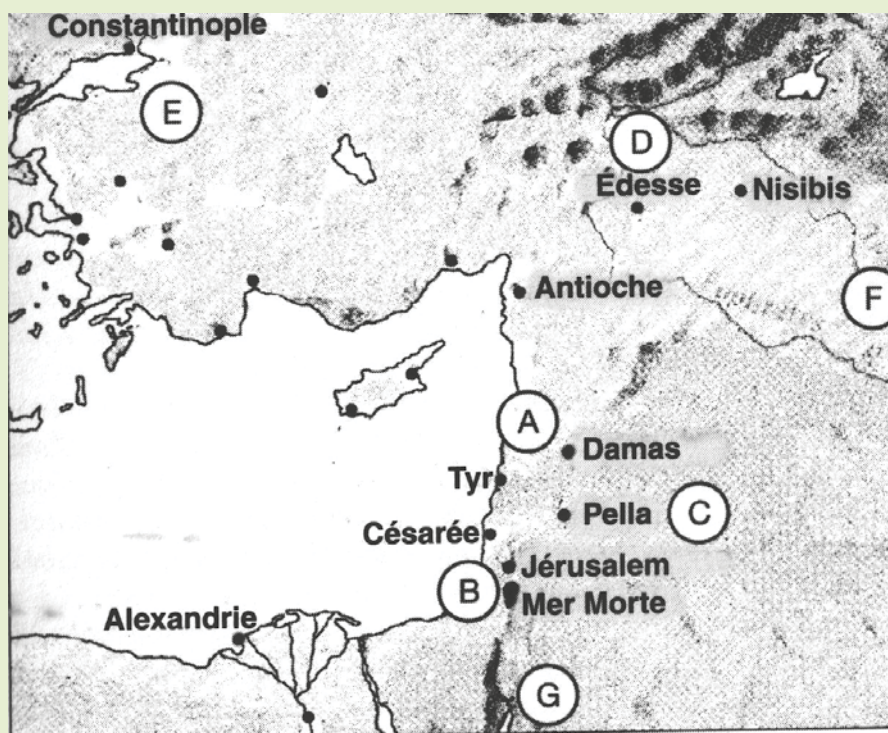 Constantinople
E
D
Édesse
Nisibis
Antioche
F
A
Damas
Tyr
Pella
C
Césarée
Jérusalem
B
Mer Morte
Alexandrie
G